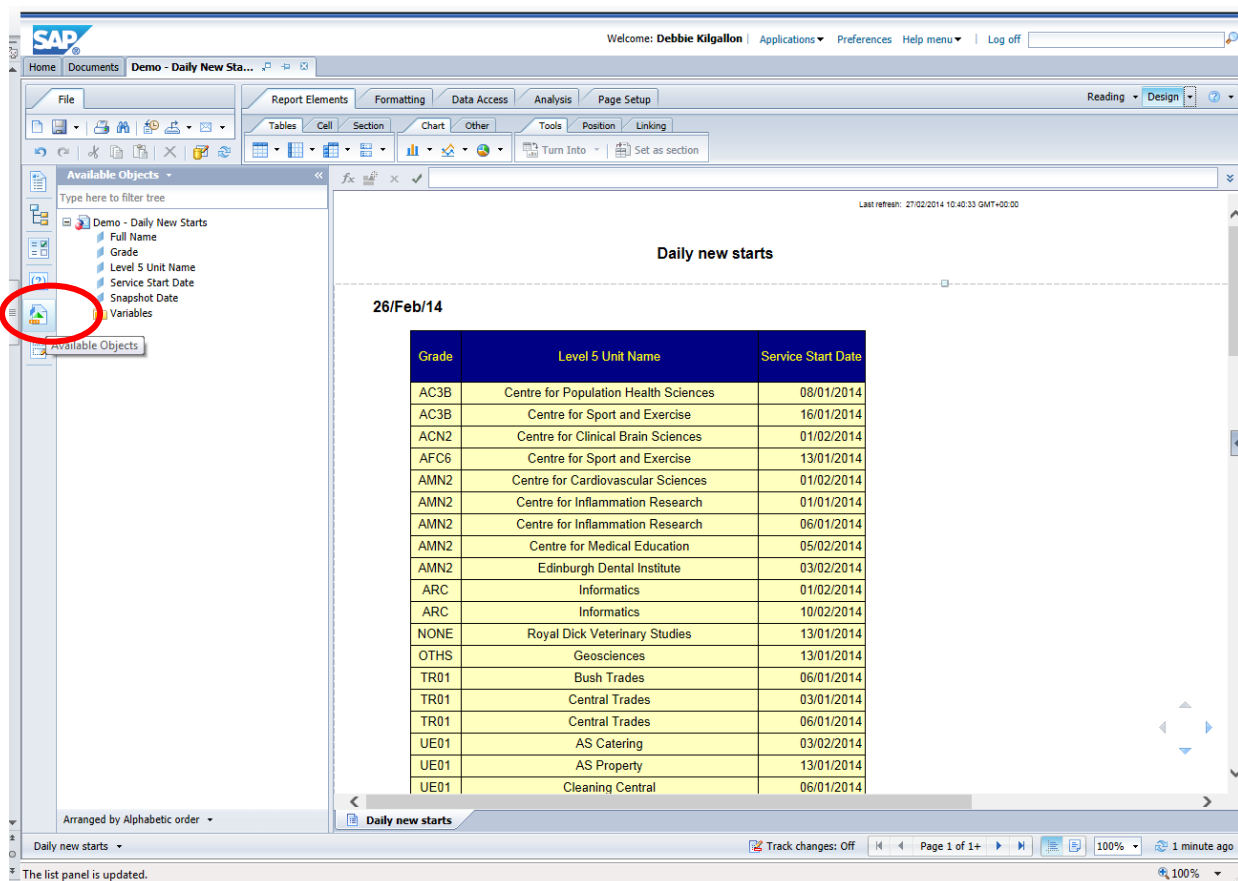 SAP
Welcome: Debbie Kilgallon | Applications Preferences Help menu | Log off
Home Documents Demo - Daily New Sta...
File
Report Elements Formatting Data Access Analysis Page Setup
Reading Design
Tables Cell Section Chart Other Tools Position Linking
Turn Into Set as section
Available Objects
Type here to filter tree
Demo - Daily New Starts
Full Name
Grade
Level 5 Unit Name
Service Start Date
Snapshot Date
Variables
Available Objects
Arranged by Alphabetic order
fx
Last refresh: 27/02/2014 10:40:33 GMT+00:00
Daily new starts
26/Feb/14
Grade Level 5 Unit Name Service Start Date
AC3B Centre for Population Health Sciences 08/01/2014
AC3B Centre for Sport and Exercise 16/01/2014
ACN2 Centre for Clinical Brain Sciences 01/02/2014
AFC6 Centre for Sport and Exercise 13/01/2014
AMN2 Centre for Cardiovascular Sciences 01/02/2014
AMN2 Centre for Inflammation Research 01/01/2014
AMN2 Centre for Inflammation Research 06/01/2014
AMN2 Centre for Medical Education 05/02/2014
AMN2 Edinburgh Dental Institute 03/02/2014
ARC Informatics 01/02/2014
ARC Informatics 10/02/2014
NONE Royal Dick Veterinary Studies 13/01/2014
OTHS Geosciences 13/01/2014
TR01 Bush Trades 06/01/2014
TR01 Central Trades 03/01/2014
TR01 Central Trades 06/01/2014
UE01 AS Catering 03/02/2014
UE01 AS Property 13/01/2014
UE01 Cleaning Central 06/01/2014
Daily new starts
Daily new starts
Track changes: Off Page 1 of 1+ 100% 1 minute ago
The list panel is updated.
100%